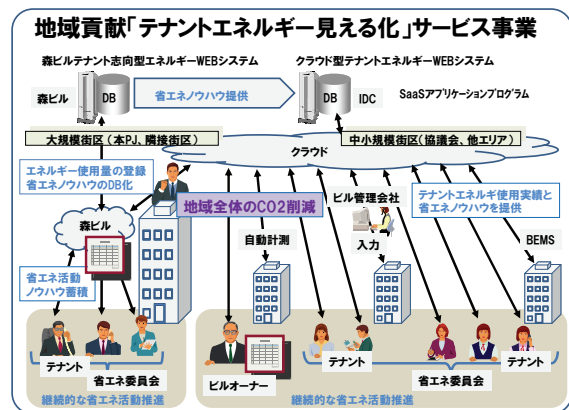 地域貢献「テナントエネルギー見える化」サービス事業
森ビルテナント志向型エネルギーWEBシステム
クラウド型テナントエネルギーWEBシステム
森ビル
DB
省エネノウハウ提供
DB
IDC
SaaSアプリケーションプログラム
大規模街区(本PJ、隣接街区)
中小規模街区(協議会、他エリア)
クラウド
エネルギー使用量の登録
省エネノウハウのDB化
地域全体のCO2削減
ビル管理会社
テナントエネルギ使用実績と
省エネノウハウを提供
森ビル
自動計測
入力
BEMS
省エネ活動
ノウハウ蓄積
テナント
省エネ委員会
ビルオーナー
テナント
省エネ委員会
テナント
継続的な省エネ活動推進
継続的な省エネ活動推進